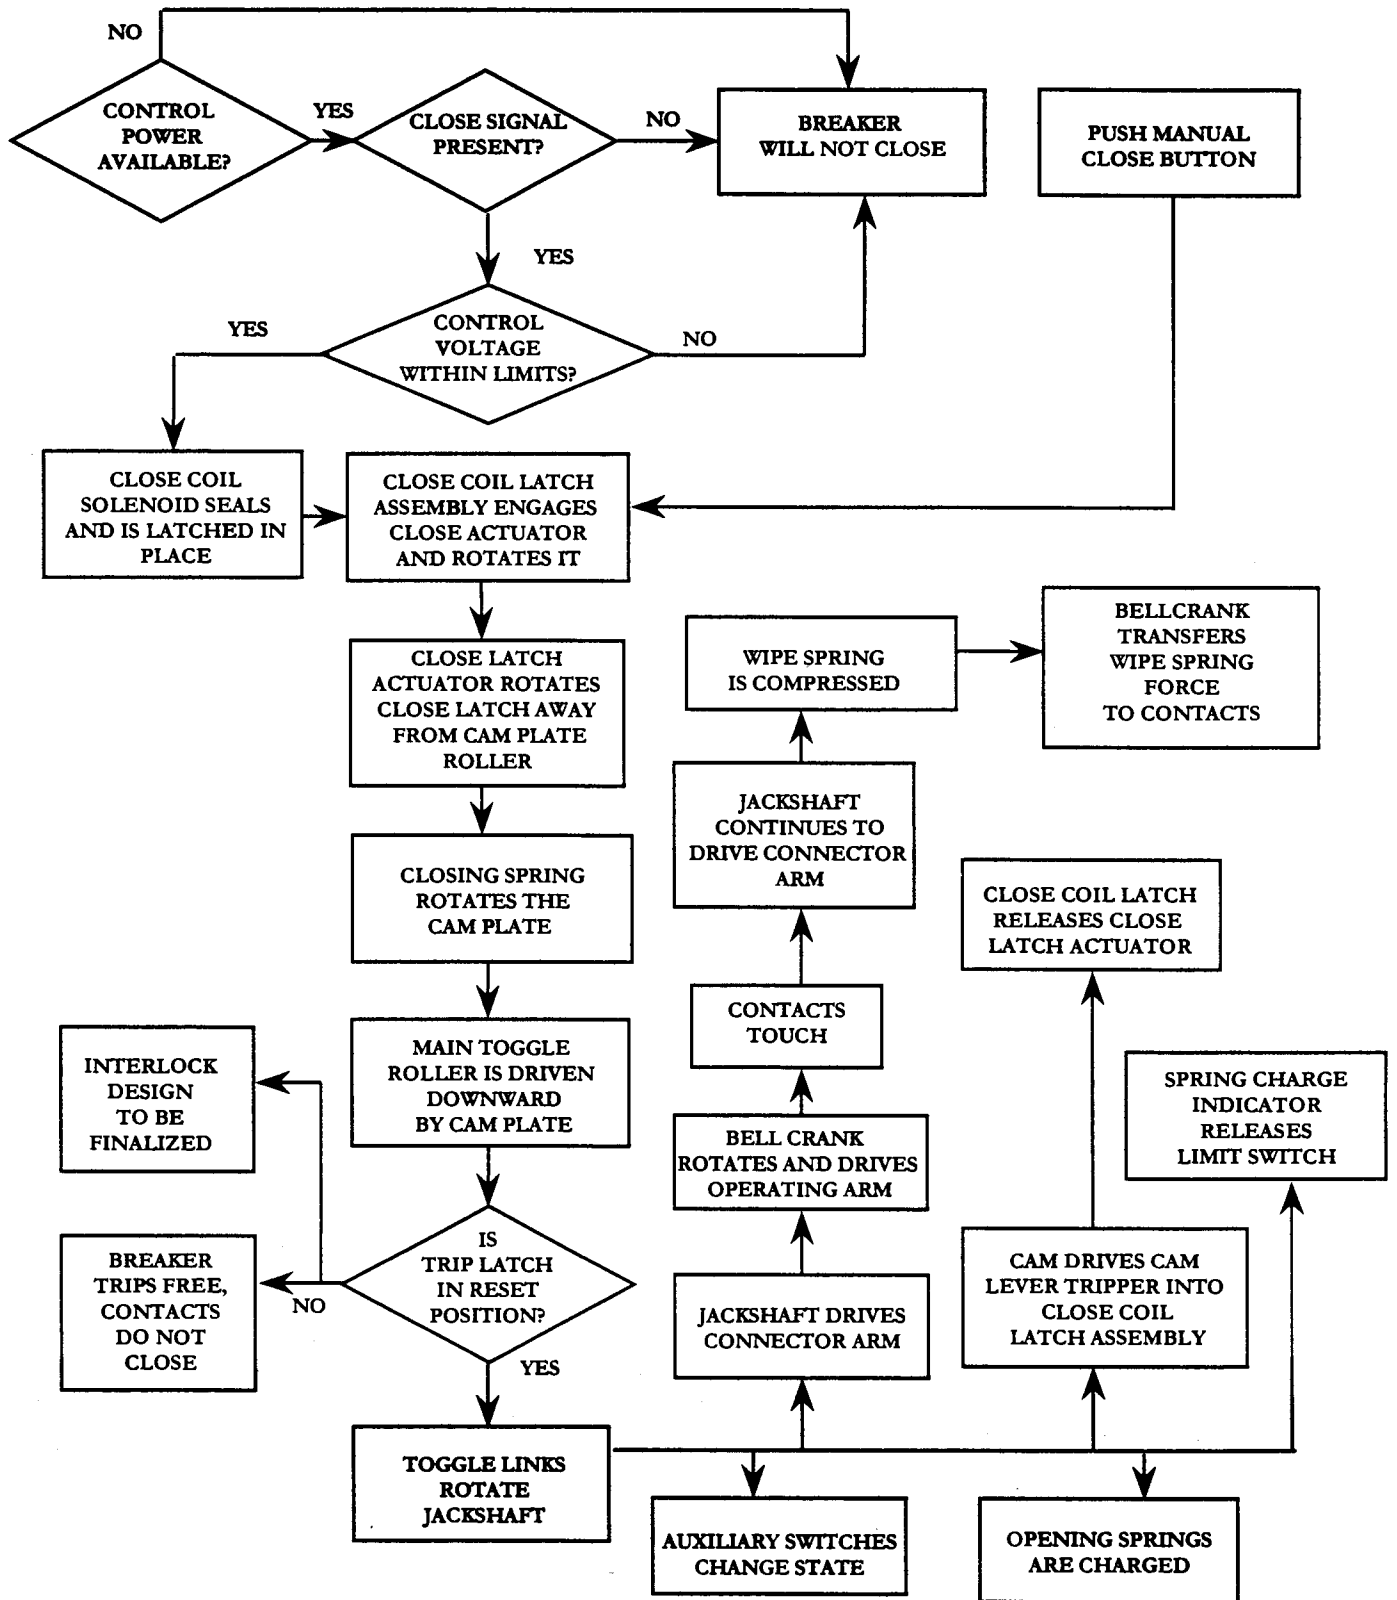 NO
CONTROL
POWER
AVAILABLE?
YES
CLOSE SIGNAL
PRESENT?
NO
BREAKER
WILL NOT CLOSE
PUSH MANUAL
CLOSE BUTTON
YES
CONTROL
VOLTAGE
WITHIN LIMITS?
YES
NO
CLOSE COIL
SOLENOID SEALS
AND IS LATCHED IN
PLACE
CLOSE COIL LATCH
ASSEMBLY ENGAGES
CLOSE ACTUATOR
AND ROTATES IT
CLOSE LATCH
ACTUATOR ROTATES
CLOSE LATCH AWAY
FROM CAM PLATE
ROLLER
CLOSING SPRING
ROTATES THE
CAM PLATE
MAIN TOGGLE
ROLLER IS DRIVEN
DOWNWARD
BY CAM PLATE
INTERLOCK
DESIGN
TO BE
FINALIZED
IS
TRIP LATCH
IN RESET
POSITION?
NO
BREAKER
TRIPS FREE,
CONTACTS
DO NOT
CLOSE
YES
TOGGLE LINKS
ROTATE
JACKSHAFT
WIPE SPRING
IS COMPRESSED
BELLCRANK
TRANSFERS
WIPE SPRING
FORCE
TO CONTACTS
JACKSHAFT
CONTINUES TO
DRIVE CONNECTOR
ARM
CONTACTS
TOUCH
BELL CRANK
ROTATES AND DRIVES
OPERATING ARM
JACKSHAFT DRIVES
CONNECTOR ARM
CLOSE COIL LATCH
RELEASES CLOSE
LATCH ACTUATOR
SPRING CHARGE
INDICATOR
RELEASES
LIMIT SWITCH
CAM DRIVES CAM
LEVER TRIPPER INTO
CLOSE COIL
LATCH ASSEMBLY
AUXILIARY SWITCHES
CHANGE STATE
OPENING SPRINGS
ARE CHARGED